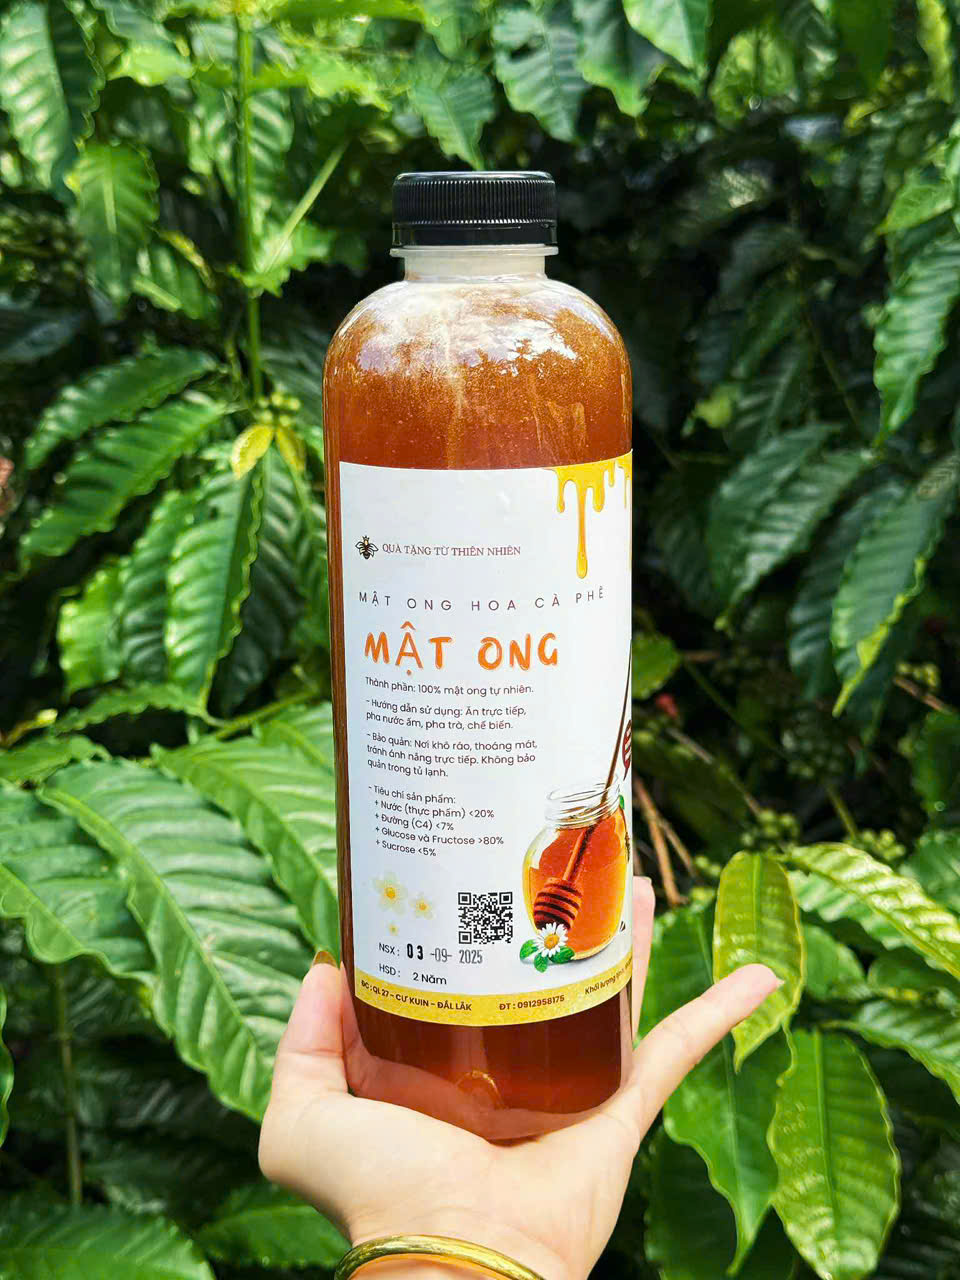 QUÀ TẶNG TỪ THIÊN NHIÊN
MẬT ONG HOA CÀ PHÊ
MẬT ONG
Thành phần: 100% mật ong tự nhiên.
- Hướng dẫn sử dụng: Ăn trực tiếp,
pha nước ấm, pha trà, chế biến.
- Bảo quản: Nơi khô ráo, thoáng mát,
tránh ánh nắng trực tiếp. Không bảo
quản trong tủ lạnh.
- Tiêu chí sản phẩm:
+ Nước (thực phẩm) <20%
+ Đường (C4) <7%
+ Glucose và Fructose >80%
+ Sucrose <5%
NSX : 03 -09- 2025
HSD : 2 Năm
ĐC : QL 27 - CƯ KUIN - ĐẮL LĂK ĐT : 0912958175 Khối lượng